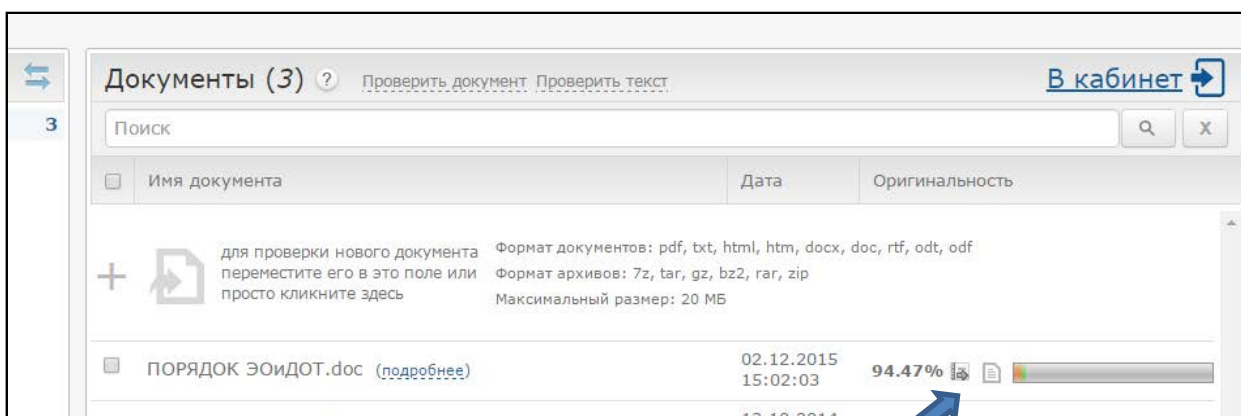 Документы (3) ? Проверить документ Проверить текст В кабинет
3
Поиск X
Имя документа Дата Оригинальность
для проверки нового документа
переместите его в это поле или
просто кликните здесь
Формат документов: pdf, txt, html, htm, docx, doc, rtf, odt, odf
Формат архивов: 7z, tar, gz, bz2, rar, zip
Максимальный размер: 20 МБ
ПОРЯДОК ЭОиДОТ.doc (подробнее) 02.12.2015
15:02:03 94.47%